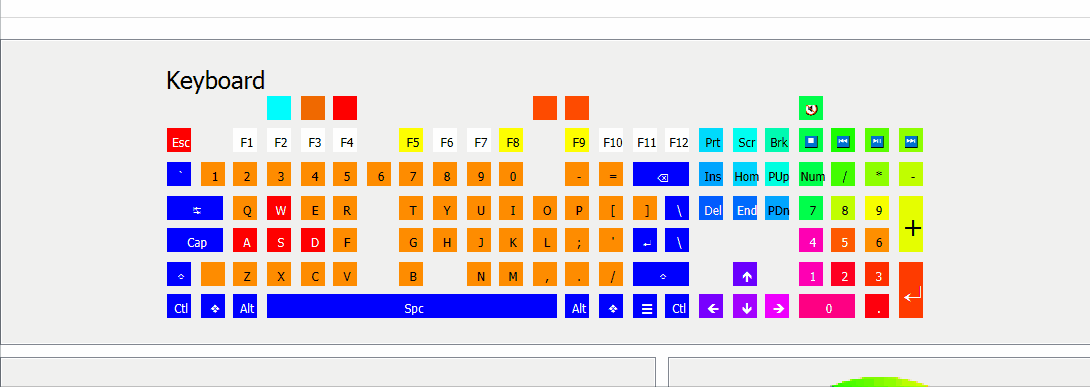 Keyboard
Esc F1 F2 F3 F4 F5 F6 F7 F8 F9 F10 F11 F12 Prt Scr Brk
` 1 2 3 4 5 6 7 8 9 0 - = ⌫ Ins Hom PUp Num / * -
↹ Q W E R T Y U I O P [ ] \ Del End PDn 7 8 9 +
Cap A S D F G H J K L ; ' ↵ \ 4 5 6
⇧ Z X C V B N M , . / ⇧ ↑ 1 2 3 ↵
Ctl ❖ Alt Spc Alt ❖ ☰ Ctl ← ↓ → 0 .